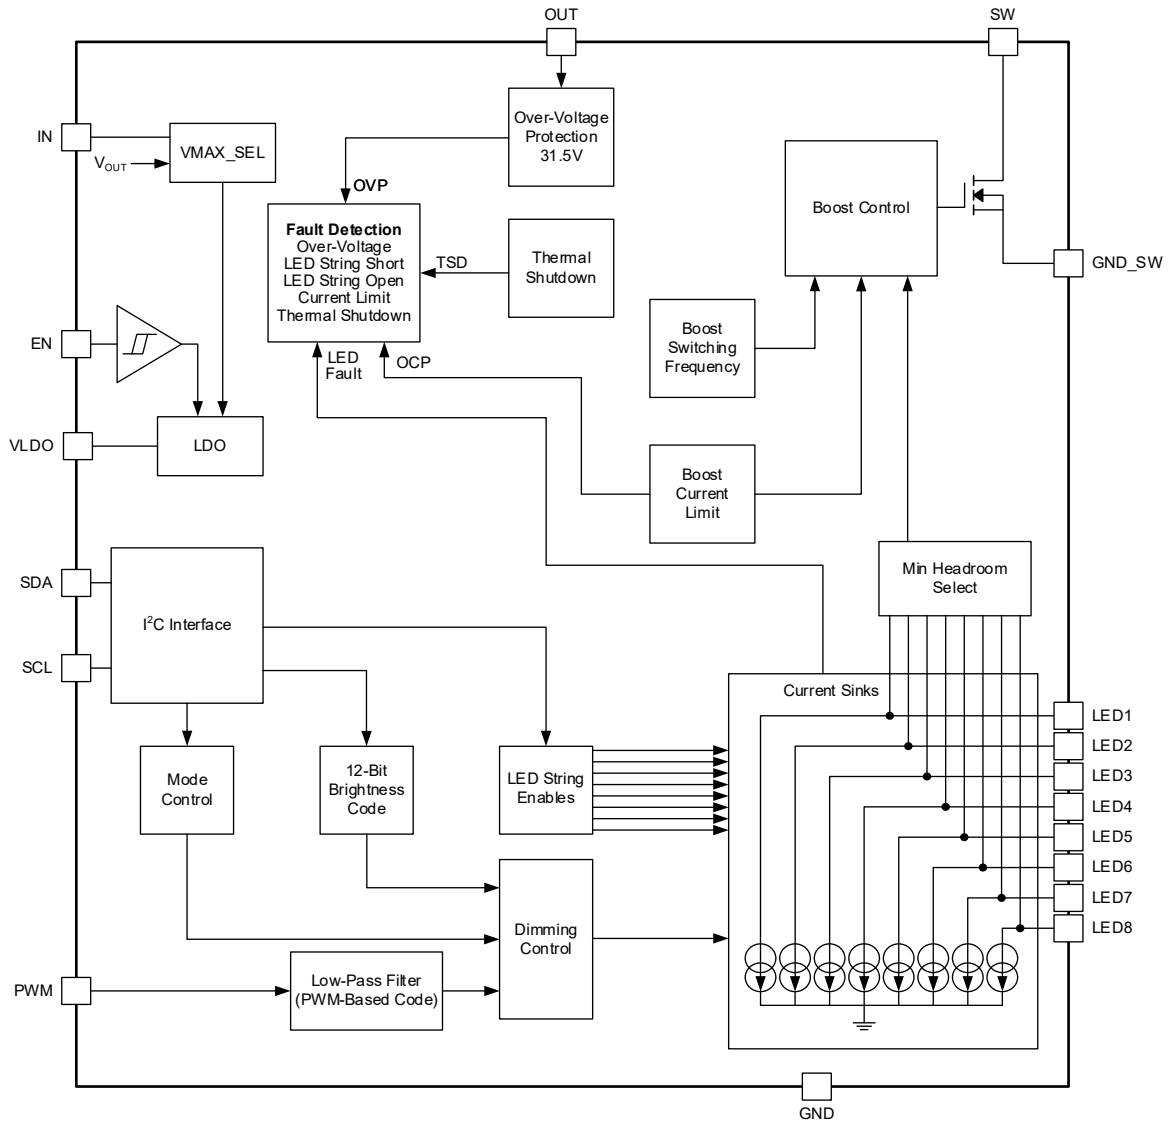 OUT
SW
IN
VMAX_SEL
VOUT
Over-Voltage
Protection
31.5V
OVP
Boost Control
Fault Detection
Over-Voltage
LED String Short
LED String Open
Current Limit
Thermal Shutdown
TSD
Thermal
Shutdown
GND_SW
EN
LED
Fault
OCP
Boost
Switching
Frequency
VLDO
LDO
Boost
Current
Limit
Min Headroom
Select
SDA
I2C Interface
SCL
Current Sinks
LED1
LED2
LED3
LED4
LED5
LED6
LED7
LED8
Mode
Control
12-Bit
Brightness
Code
LED String
Enables
Dimming
Control
PWM
Low-Pass Filter
(PWM-Based Code)
GND